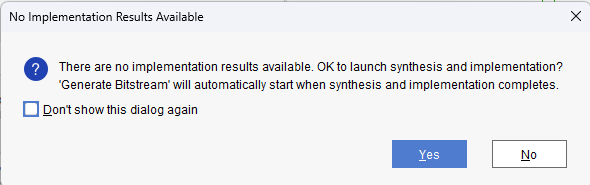 No Implementation Results Available
There are no implementation results available. OK to launch synthesis and implementation?
'Generate Bitstream' will automatically start when synthesis and implementation completes.
Don't show this dialog again
Yes
No